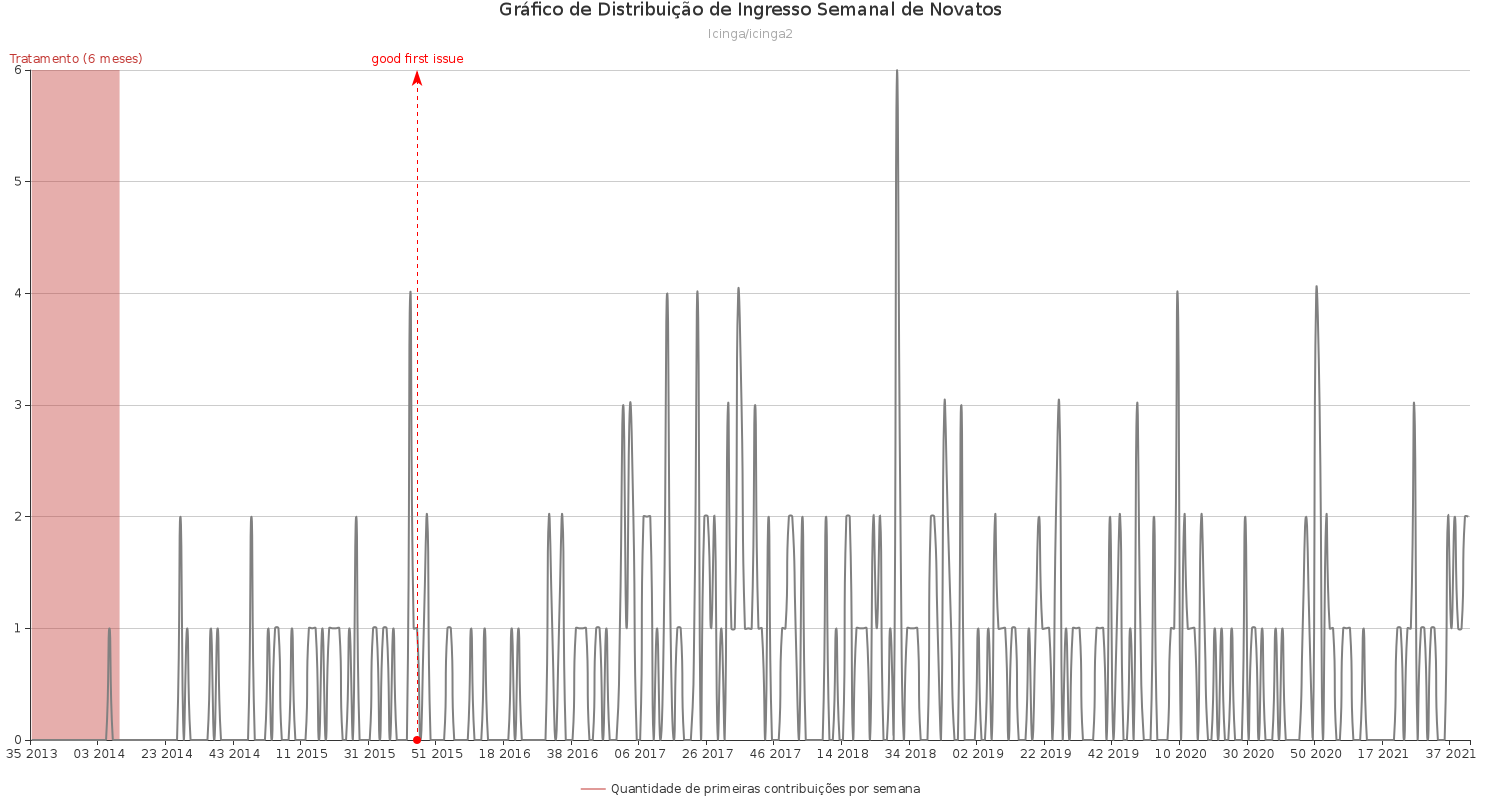 Gráfico de Distribuição de Ingresso Semanal de Novatos
Icinga/icinga2
Tratamento (6 meses)
good first issue
6
5
4
3
2
1
0
35 2013 03 2014 23 2014 43 2014 11 2015 31 2015 51 2015 18 2016 38 2016 06 2017 26 2017 46 2017 14 2018 34 2018 02 2019 22 2019 42 2019 10 2020 30 2020 50 2020 17 2021 37 2021
Quantidade de primeiras contribuições por semana